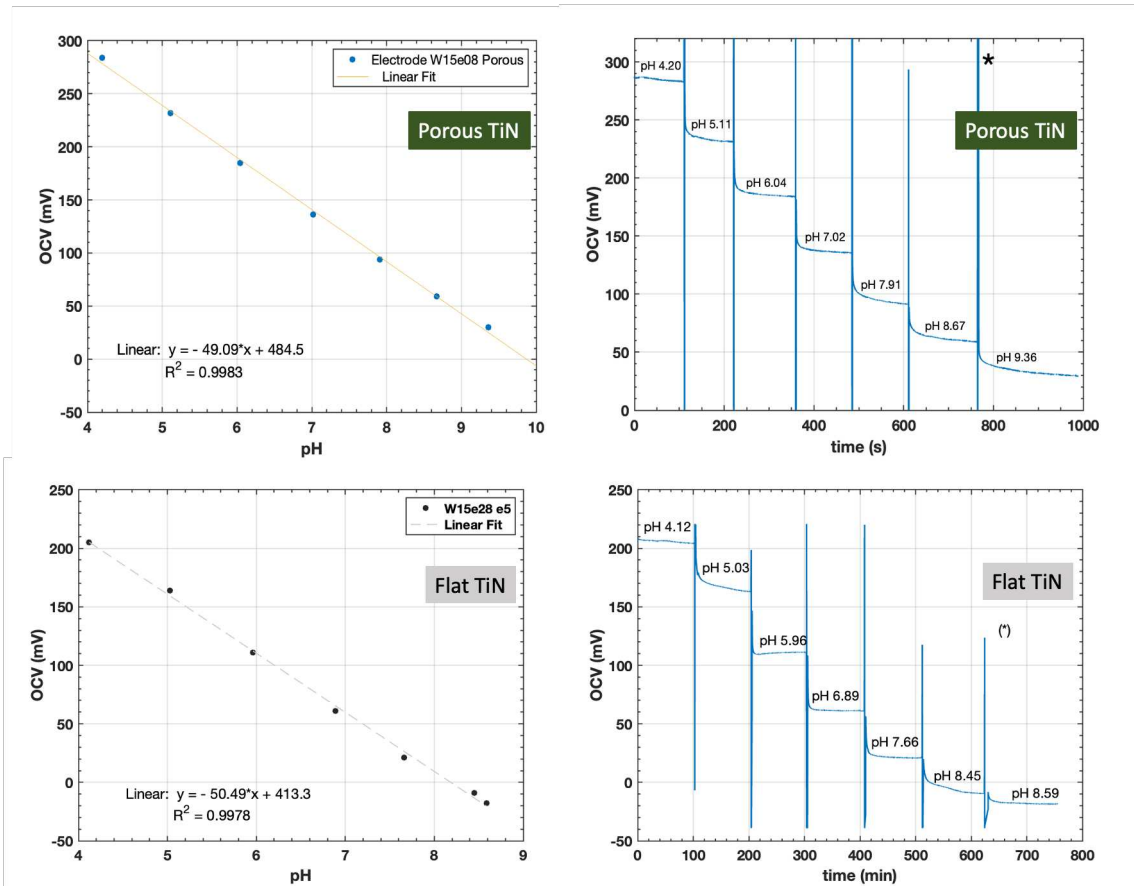 300
250
200
150
100
50
0
-50
OCV (mV)
4 5 6 7 8 9 10
pH
Electrode W15e08 Porous
Linear Fit
Porous TiN
Linear: y = - 49.09*x + 484.5
R² = 0.9983
300
250
200
150
100
50
0
OCV (mV)
0 200 400 600 800 1000
time (s)
pH 4.20
pH 5.11
pH 6.04
pH 7.02
pH 7.91
pH 8.67
pH 9.36
*
Porous TiN
250
200
150
100
50
0
-50
OCV (mV)
4 5 6 7 8 9
pH
W15e28 e5
Linear Fit
Flat TiN
Linear: y = - 50.49*x + 413.3
R² = 0.9978
250
200
150
100
50
0
-50
OCV (mV)
0 100 200 300 400 500 600 700 800
time (min)
pH 4.12
pH 5.03
pH 5.96
pH 6.89
pH 7.66
pH 8.45
pH 8.59
(*)
Flat TiN